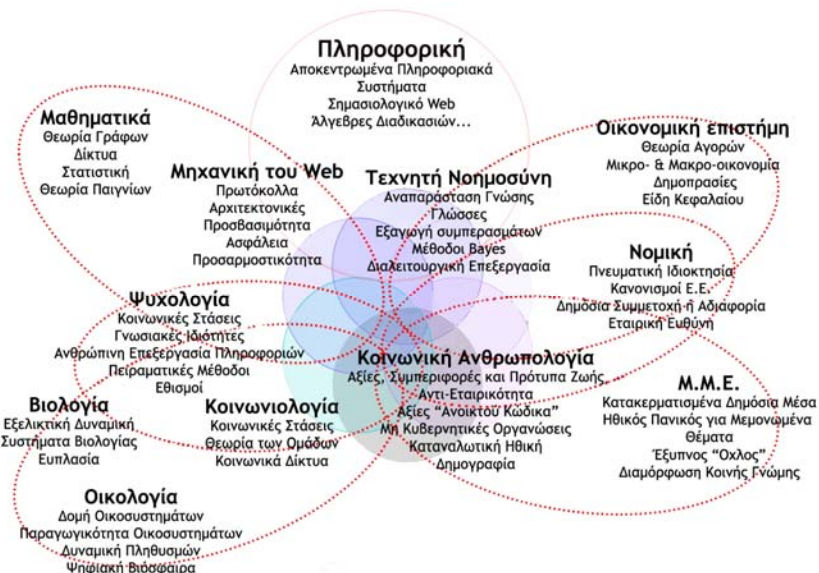 Πληροφορική
Αποκεντρωμένα Πληροφοριακά
Συστήματα
Σημασιολογικό Web
Άλγεβρες Διαδικασιών...
Μαθηματικά
Θεωρία Γράφων
Δίκτυα
Στατιστική
Θεωρία Παιγνίων
Μηχανική του Web
Πρωτόκολλα
Αρχιτεκτονικές
Προσβασιμότητα
Ασφάλεια
Προσαρμοστικότητα
Τεχνητή Νοημοσύνη
Αναπαράσταση Γνώσης
Γλώσσες
Εξαγωγή συμπερασμάτων
Μέθοδοι Bayes
Διαλειτουργική Επεξεργασία
Οικονομική επιστήμη
Θεωρία Αγορών
Μικρο- & Μακρο-οικονομία
Δημοπρασίες
Είδη Κεφαλαίου
Νομική
Πνευματική Ιδιοκτησία
Κανονισμοί Ε.Ε.
Δημόσια Συμμετοχή ή Αδιαφορία
Εταιρική Ευθύνη
Ψυχολογία
Κοινωνικές Στάσεις
Γνωσιακές Ιδιότητες
Ανθρώπινη Επεξεργασία Πληροφοριών
Πειραματικές Μέθοδοι
Εθισμοί
Κοινωνική Ανθρωπολογία
Αξίες, Συμπεριφορές και Πρότυπα Ζωής,
Αντι-Εταιρικότητα
Αξίες "Ανοικτού Κώδικα"
Μη Κυβερνητικές Οργανώσεις
Καταναλωτική Ηθική
Δημογραφία
Μ.Μ.Ε.
Κατακερματισμένα Δημόσια Μέσα
Ηθικός Πανικός για Μεμονωμένα
Θέματα
Έξυπνος "Οχλος"
Διαμόρφωση Κοινής Γνώμης
Βιολογία
Εξελικτική Δυναμική
Συστήματα Βιολογίας
Ευπλασία
Κοινωνιολογία
Κοινωνικές Στάσεις
Θεωρία των Ομάδων
Κοινωνικά Δίκτυα
Οικολογία
Δομή Οικοσυστημάτων
Παραγωγικότητα Οικοσυστημάτων
Δυναμική Πληθυσμών
Ψηφιακή Βιόσφαιρα